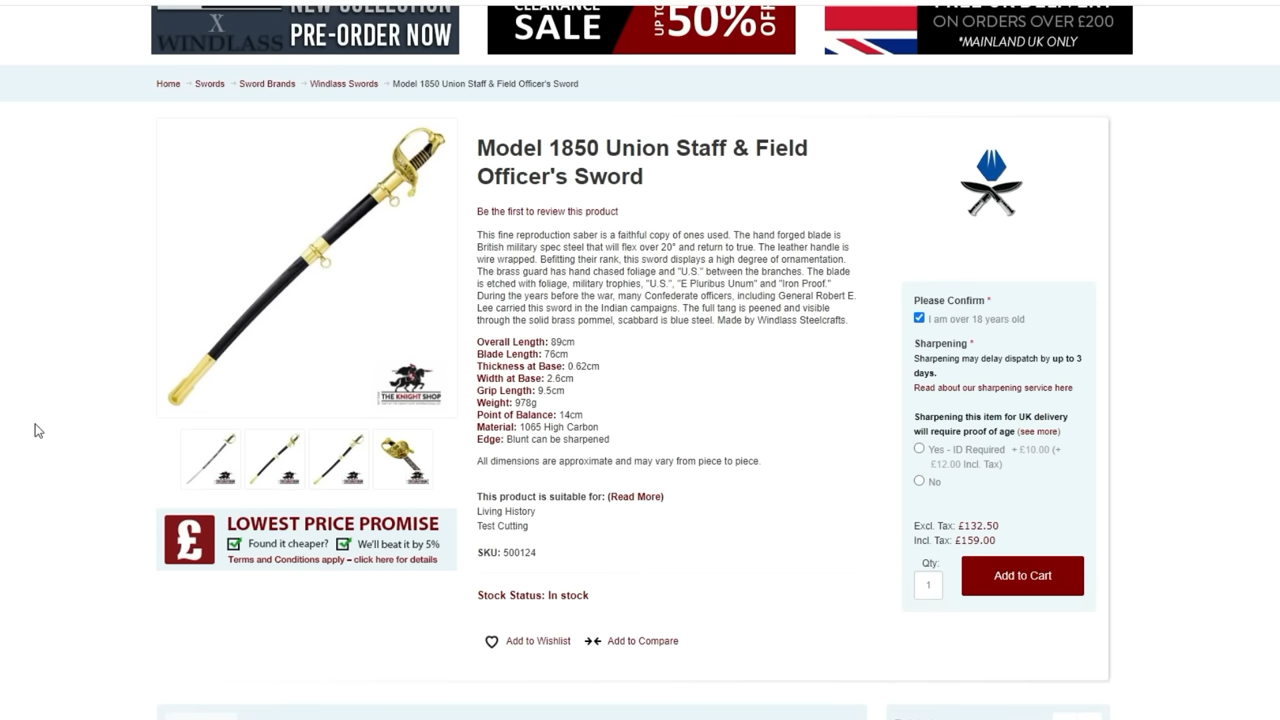 X
WINDLASS
NEW COLLECTION
PRE-ORDER NOW
CLEARANCE
SALE
UP TO
50%
OFF
FREE UK DELIVERY
ON ORDERS OVER £200
*MAINLAND UK ONLY
Home → Swords → Sword Brands → Windlass Swords → Model 1850 Union Staff & Field Officer's Sword
Model 1850 Union Staff & Field
Officer's Sword
Be the first to review this product
This fine reproduction saber is a faithful copy of ones used. The hand forged blade is
British military spec steel that will flex over 20° and return to true. The leather handle is
wire wrapped. Befitting their rank, this sword displays a high degree of ornamentation.
The brass guard has hand chased foliage and "U.S." between the branches. The blade
is etched with foliage, military trophies, "U.S.", "E Pluribus Unum" and "Iron Proof."
During the years before the war, many Confederate officers, including General Robert E.
Lee carried this sword in the Indian campaigns. The full tang is peened and visible
through the solid brass pommel, scabbard is blue steel. Made by Windlass Steelcrafts.
Overall Length: 89cm
Blade Length: 76cm
Thickness at Base: 0.62cm
Width at Base: 2.6cm
Grip Length: 9.5cm
Weight: 978g
Point of Balance: 14cm
Material: 1065 High Carbon
Edge: Blunt can be sharpened
All dimensions are approximate and may vary from piece to piece.
This product is suitable for: (Read More)
Living History
Test Cutting
SKU: 500124
Stock Status: In stock
Add to Wishlist
Add to Compare
THE KNIGHT SHOP
£
LOWEST PRICE PROMISE
Found it cheaper? We'll beat it by 5%
Terms and Conditions apply – click here for details
Please Confirm *
I am over 18 years old
Sharpening *
Sharpening may delay dispatch by up to 3
days.
Read about our sharpening service here
Sharpening this item for UK delivery
will require proof of age (see more)
Yes - ID Required + £10.00 (+
£12.00 Incl. Tax)
No
Excl. Tax: £132.50
Incl. Tax: £159.00
Qty:
1
Add to Cart